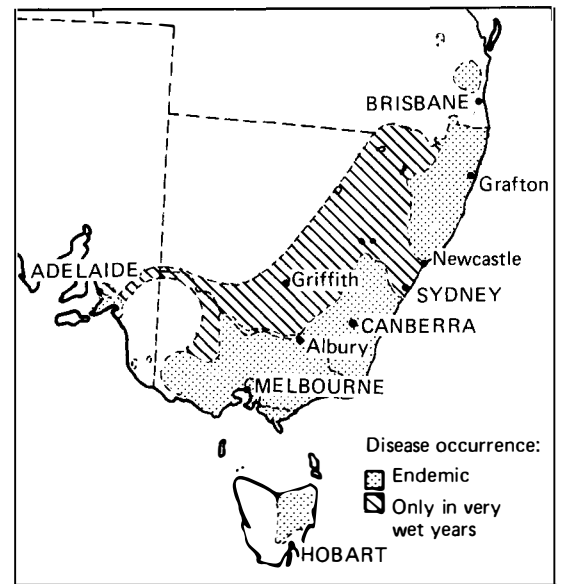 BRISBANE
Grafton
Newcastle
ADELAIDE
Griffith
SYDNEY
CANBERRA
Albury
MELBOURNE
Disease occurrence:
Endemic
Only in very
wet years
HOBART